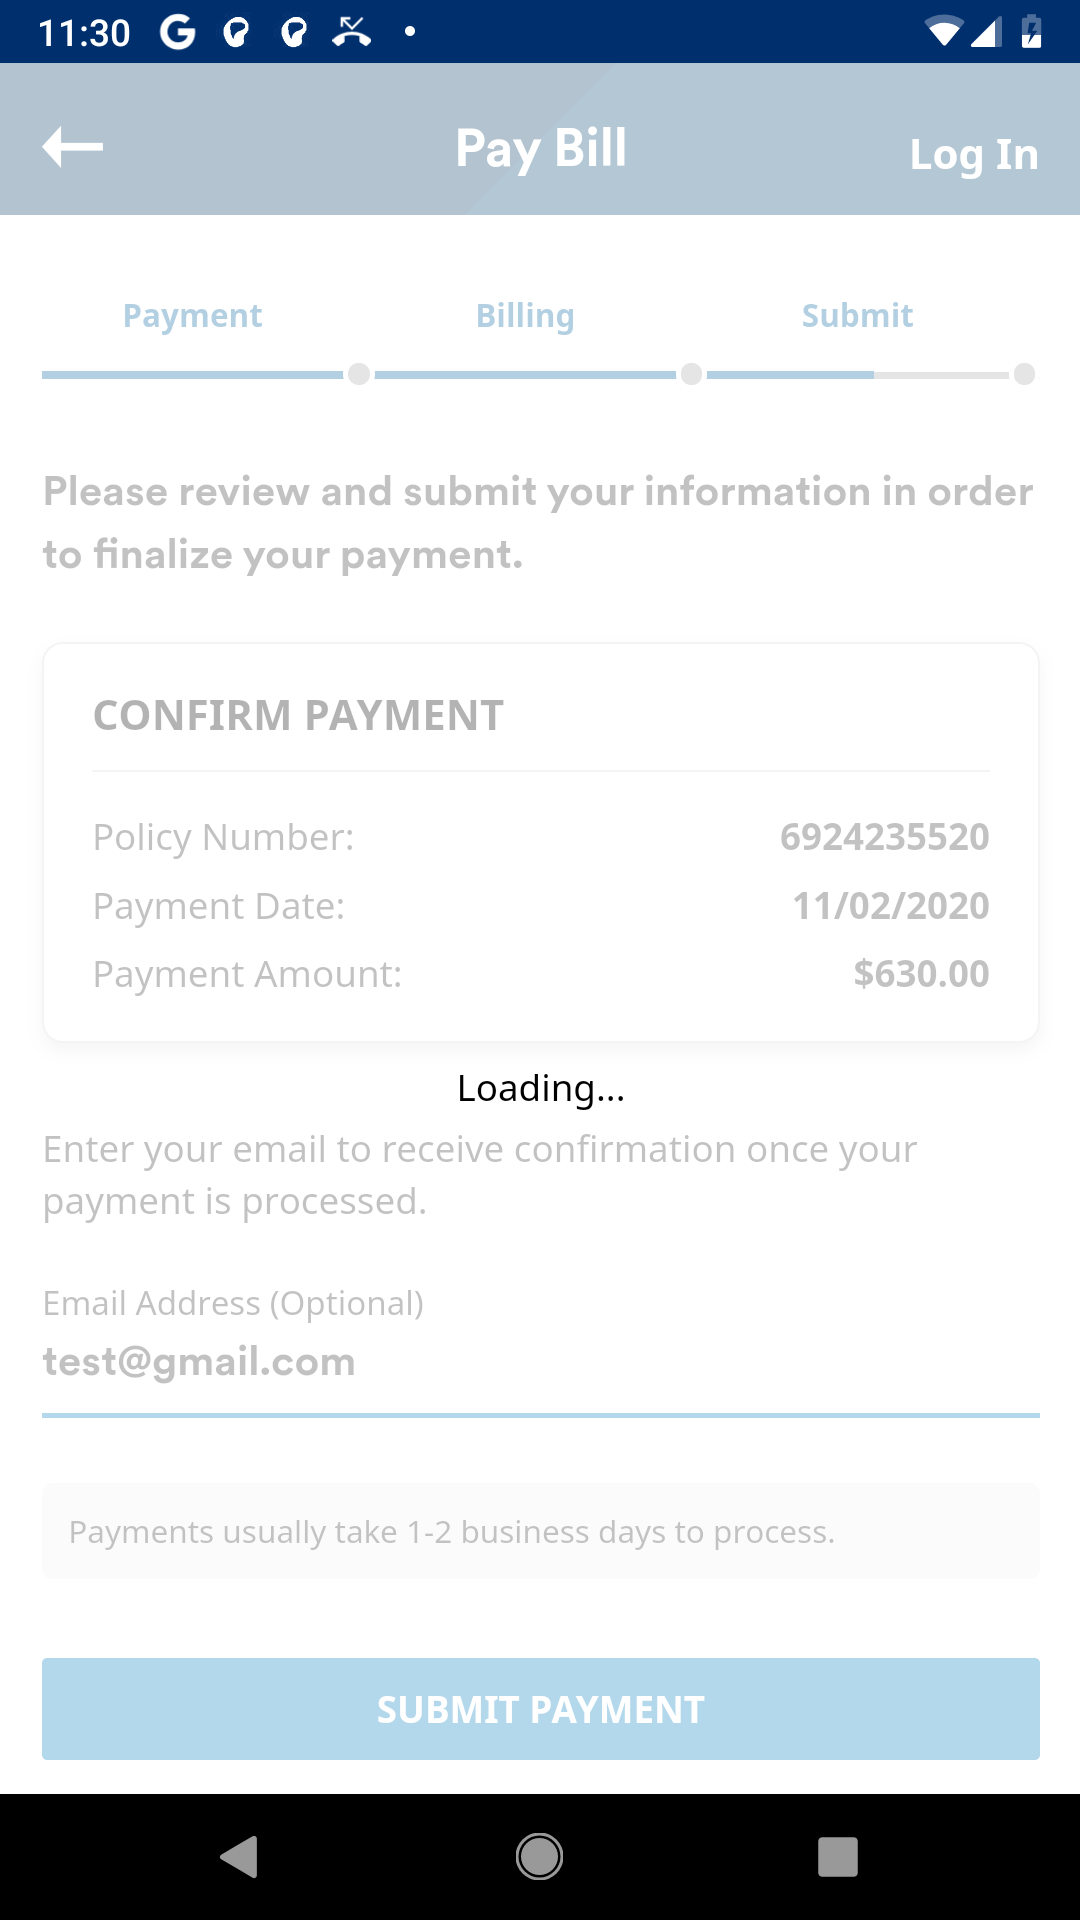 11:30
Pay Bill
Log In
Payment Billing Submit
Please review and submit your information in order
to finalize your payment.
CONFIRM PAYMENT
Policy Number: 6924235520
Payment Date: 11/02/2020
Payment Amount: $630.00
Loading...
Enter your email to receive confirmation once your
payment is processed.
Email Address (Optional)
test@gmail.com
Payments usually take 1-2 business days to process.
SUBMIT PAYMENT